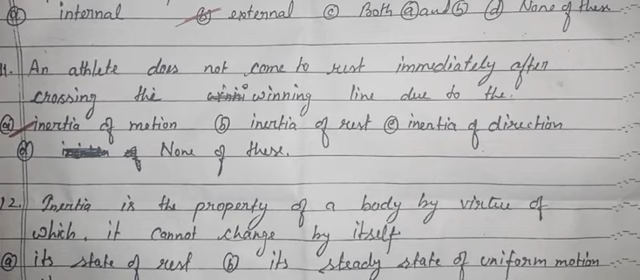 ⓐ internal ⓑ external ⓒ Both ⓐ and ⓑ ⓓ None of these
11. An athlete does not come to rest immediately after
crossing the winning line due to the.
ⓐ inertia of motion ⓑ inertia of rest ⓒ inertia of direction
ⓓ None of these.
12. Inertia is the property of a body by virtue of
which, it cannot change by itself
ⓐ its state of rest ⓑ its steady state of uniform motion